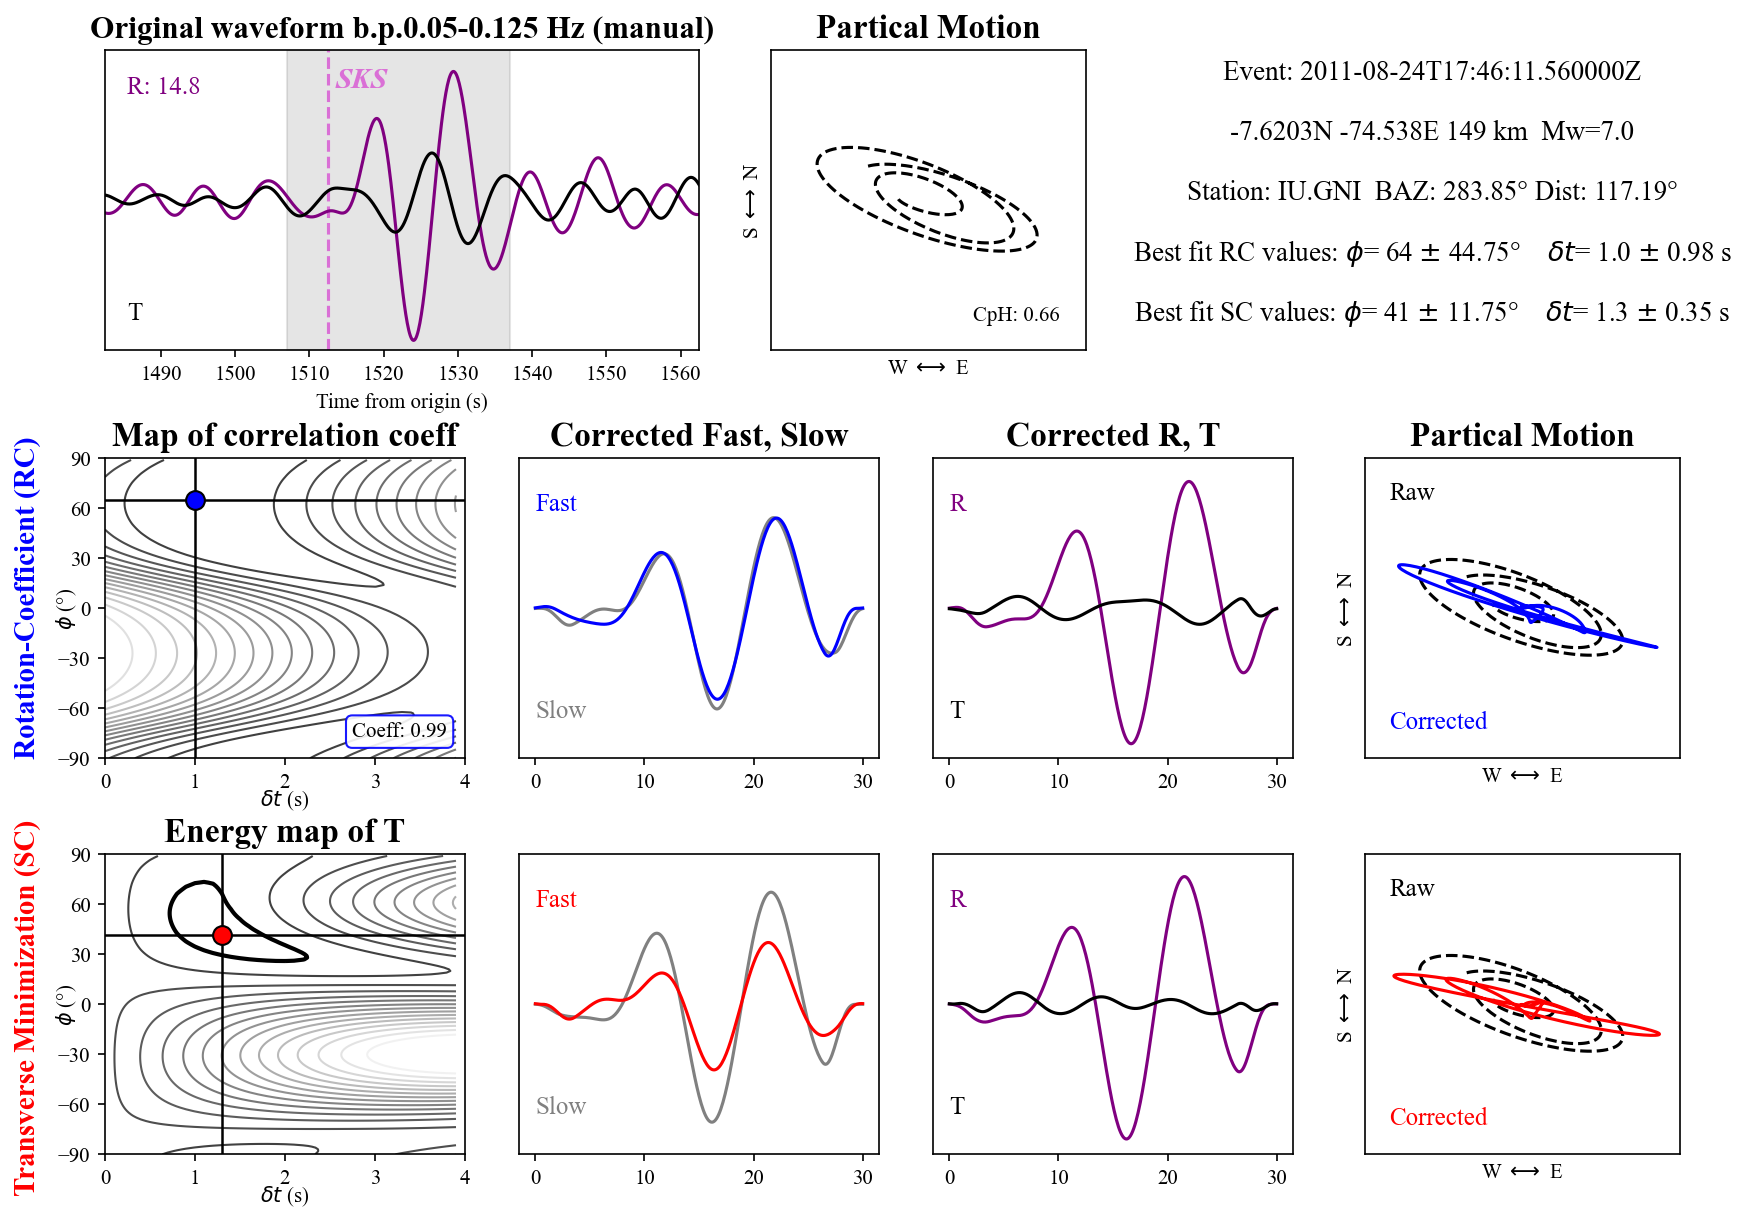 Original waveform b.p.0.05-0.125 Hz (manual)
R: 14.8
SKS
T
1490 1500 1510 1520 1530 1540 1550 1560
Time from origin (s)
Partical Motion
S ⟷ N
CpH: 0.66
W ⟷ E
Event: 2011-08-24T17:46:11.560000Z
-7.6203N -74.538E 149 km Mw=7.0
Station: IU.GNI BAZ: 283.85° Dist: 117.19°
Best fit RC values: ϕ= 64 ± 44.75° δt= 1.0 ± 0.98 s
Best fit SC values: ϕ= 41 ± 11.75° δt= 1.3 ± 0.35 s
Rotation-Coefficient (RC)
Map of correlation coeff
90
60
30
0
−30
−60
−90
ϕ (°)
Coeff: 0.99
0 1 2 3 4
δt (s)
Corrected Fast, Slow
Fast
Slow
0 10 20 30
Corrected R, T
R
T
0 10 20 30
Partical Motion
Raw
S ⟷ N
Corrected
W ⟷ E
Transverse Minimization (SC)
Energy map of T
90
60
30
0
−30
−60
−90
ϕ (°)
0 1 2 3 4
δt (s)
Fast
Slow
0 10 20 30
R
T
0 10 20 30
Raw
S ⟷ N
Corrected
W ⟷ E